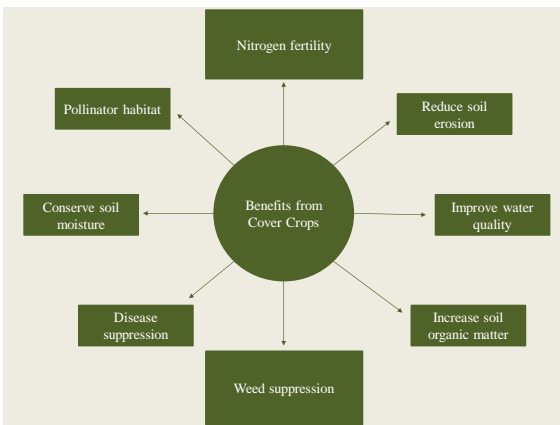 Nitrogen fertility
Pollinator habitat
Reduce soil
erosion
Conserve soil
moisture
Benefits from
Cover Crops
Improve water
quality
Disease
suppression
Increase soil
organic matter
Weed suppression